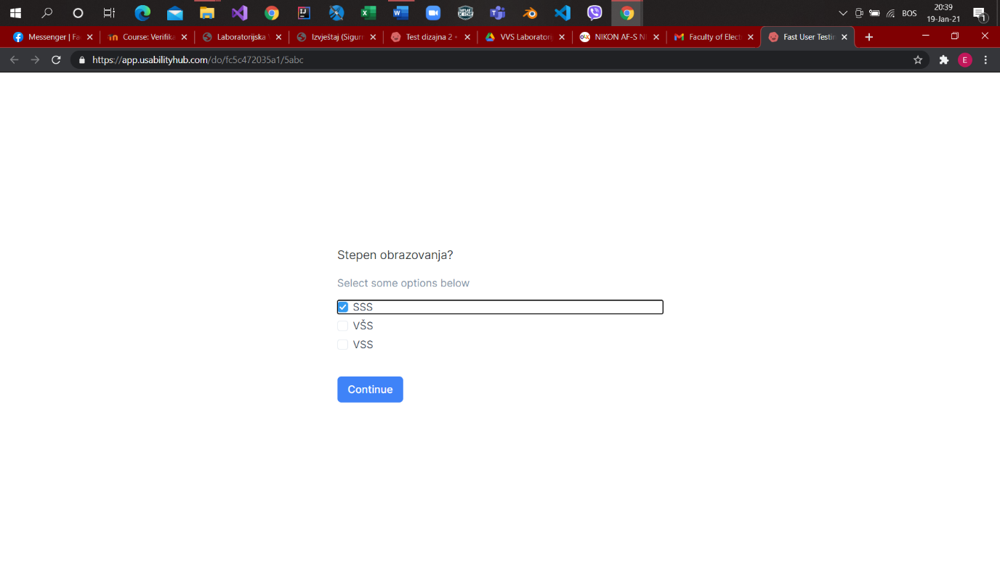 20:39
BOS
19-Jan-21
1
Messenger | Fa
Course: Verifika
Laboratorijska
Izvještaj (Sigurn
Test dizajna 2
VVS Laboratorij
NIKON AF-S NI
Faculty of Elect
Fast User Testin
https://app.usabilityhub.com/do/fc5c472035a1/5abc
E
Stepen obrazovanja?
Select some options below
SSS
VŠS
VSS
Continue